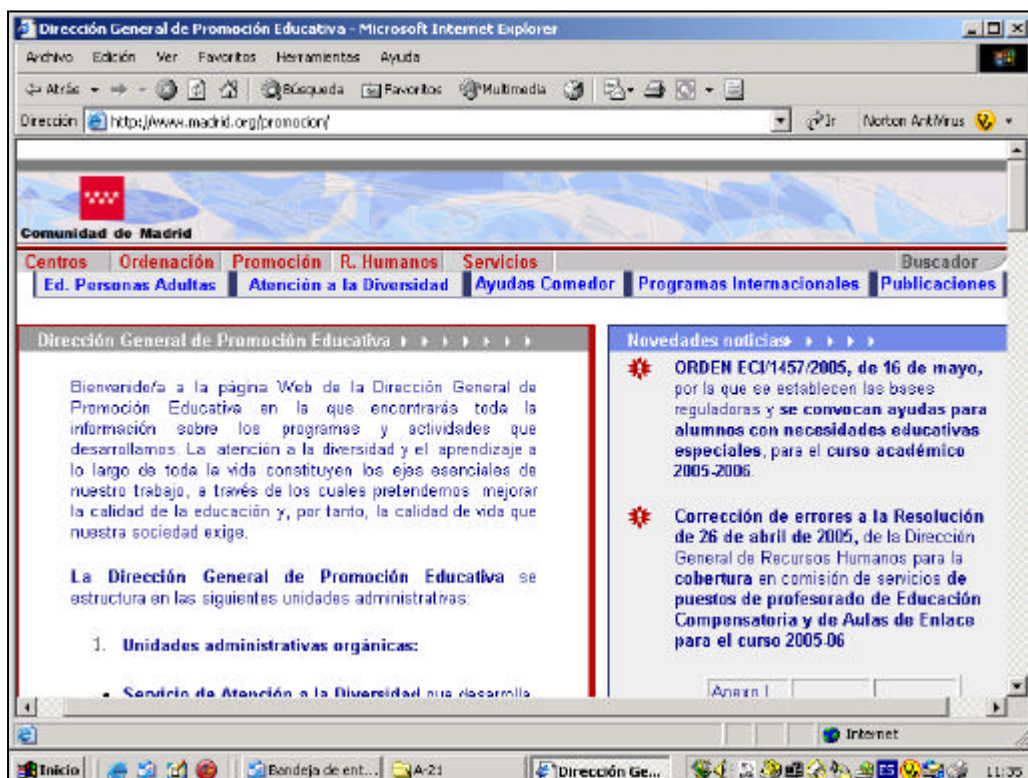 Dirección General de Promoción Educativa - Microsoft Internet Explorer
Archivo Edición Ver Favoritos Herramientas Ayuda
Atrás Búsqueda Favoritos Multimedia
Dirección http://www.madrid.org/promocion/ Ir Norton AntiVirus
Comunidad de Madrid
Centros Ordenación Promoción R. Humanos Servicios Buscador
Ed. Personas Adultas Atención a la Diversidad Ayudas Comedor Programas Internacionales Publicaciones
Dirección General de Promoción Educativa
Bienvenido/a a la página Web de la Dirección General de
Promoción Educativa en la que encontrarás toda la
información sobre los programas y actividades que
desarrollamos. La atención a la diversidad y el aprendizaje a
lo largo de toda la vida constituyen los ejes esenciales de
nuestro trabajo, a través de los cuales pretendemos mejorar
la calidad de la educación y, por tanto, la calidad de vida que
nuestra sociedad exige.
La Dirección General de Promoción Educativa se
estructura en las siguientes unidades administrativas:
1. Unidades administrativas orgánicas:
• Servicio de Atención a la Diversidad que desarrolla
Novedades noticias
ORDEN ECI/1457/2005, de 16 de mayo,
por la que se establecen las bases
reguladoras y se convocan ayudas para
alumnos con necesidades educativas
especiales, para el curso académico
2005-2006.
Corrección de errores a la Resolución
de 26 de abril de 2005, de la Dirección
General de Recursos Humanos para la
cobertura en comisión de servicios de
puestos de profesorado de Educación
Compensatoria y de Aulas de Enlace
para el curso 2005-06
Anexo I
Internet
Inicio Bandeja de ent... A-21 Dirección Ge... ES 11:35